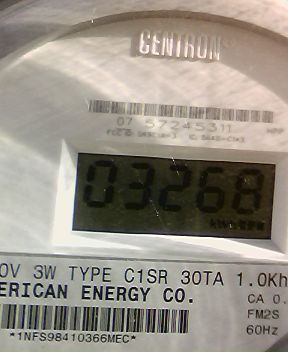 CENTRON
07 57245311
03268
0V 3W TYPE C1SR 30TA 1.0Kh
ERICAN ENERGY CO.
CA 0.
FM2S
60Hz
*1NFS98410366MEC*